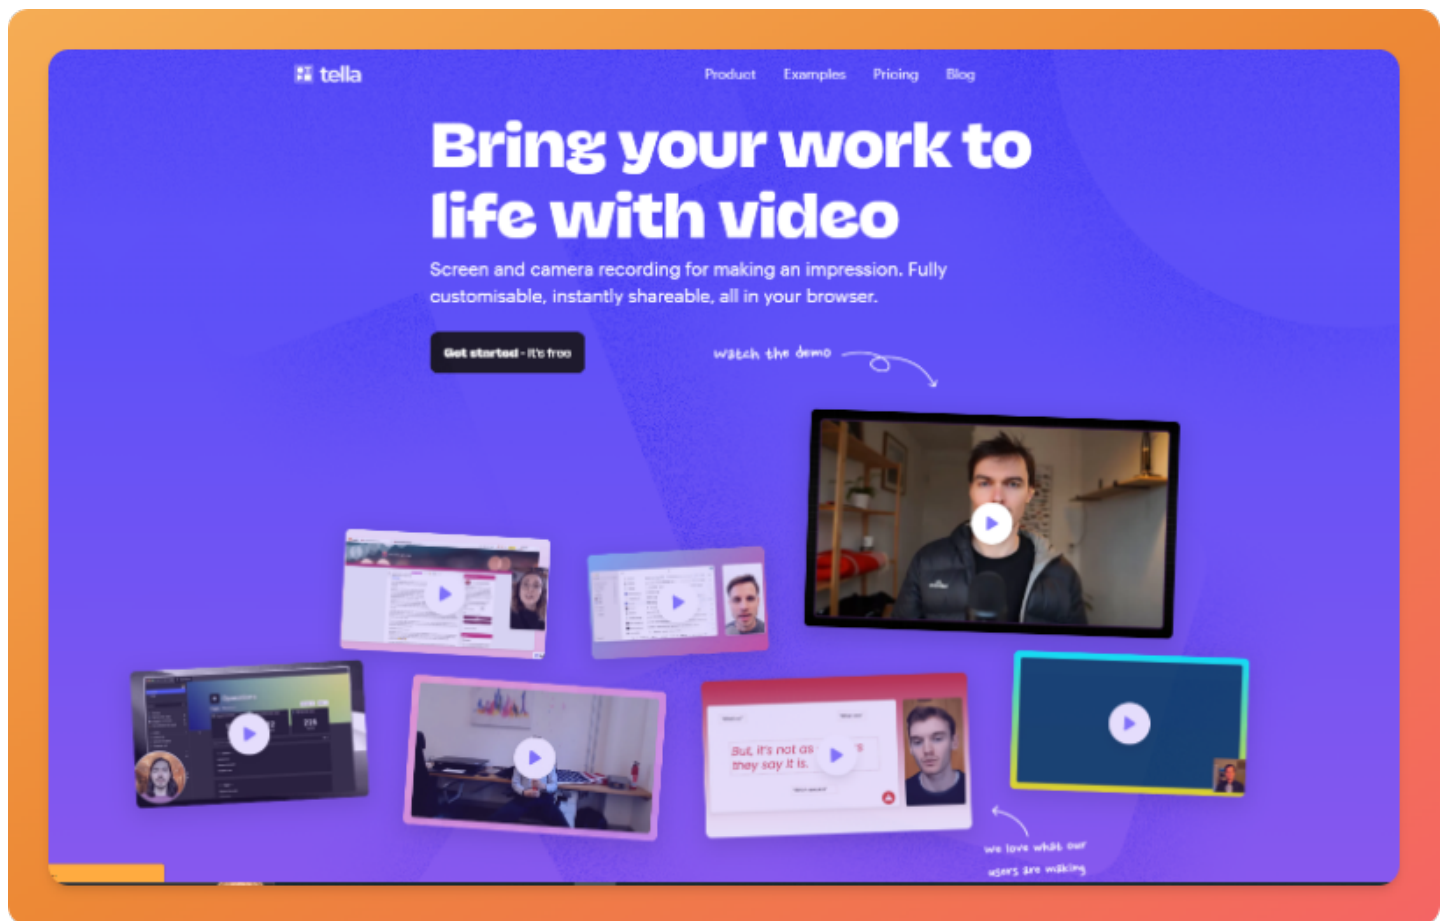 tella
Product Examples Pricing Blog
Bring your work to
life with video
Screen and camera recording for making an impression. Fully
customisable, instantly shareable, all in your browser.
Get started - It's free
watch the demo
But, it's not as
they say it is.
we love what our
users are making